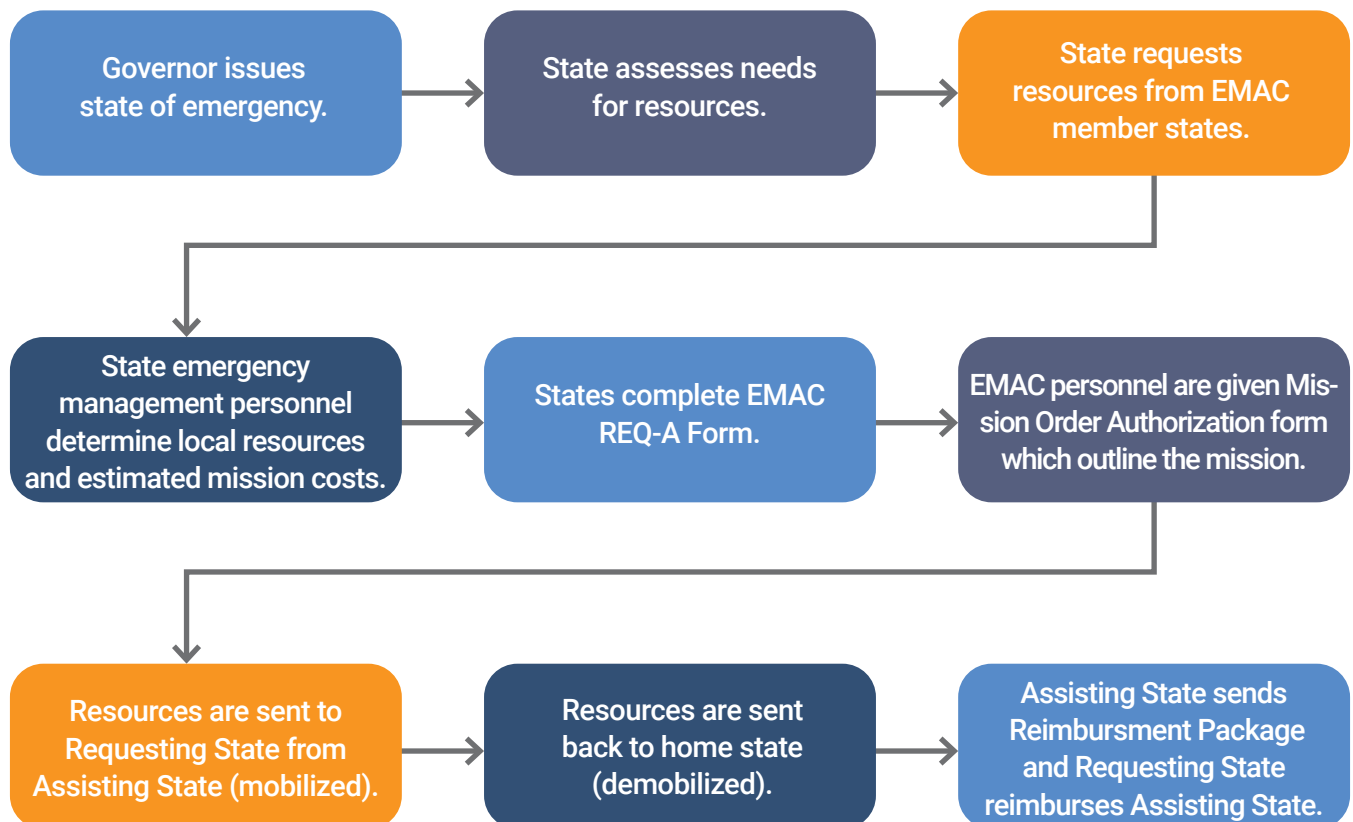 Governor issues
state of emergency.
State assesses needs
for resources.
State requests
resources from EMAC
member states.
State emergency
management personnel
determine local resources
and estimated mission costs.
States complete EMAC
REQ-A Form.
EMAC personnel are given Mis-
sion Order Authorization form
which outline the mission.
Resources are sent to
Requesting State from
Assisting State (mobilized).
Resources are sent
back to home state
(demobilized).
Assisting State sends
Reimbursment Package
and Requesting State
reimburses Assisting State.